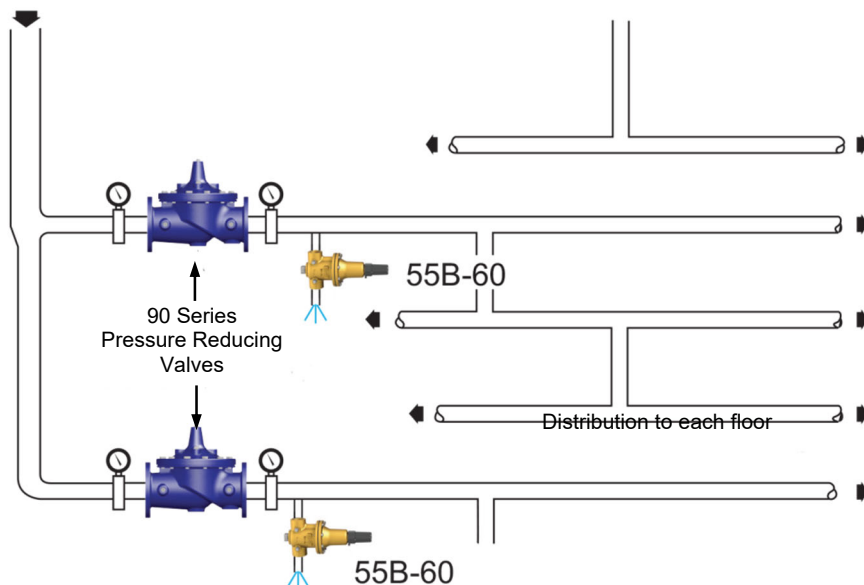 55B-60
90 Series
Pressure Reducing
Valves
Distribution to each floor
55B-60